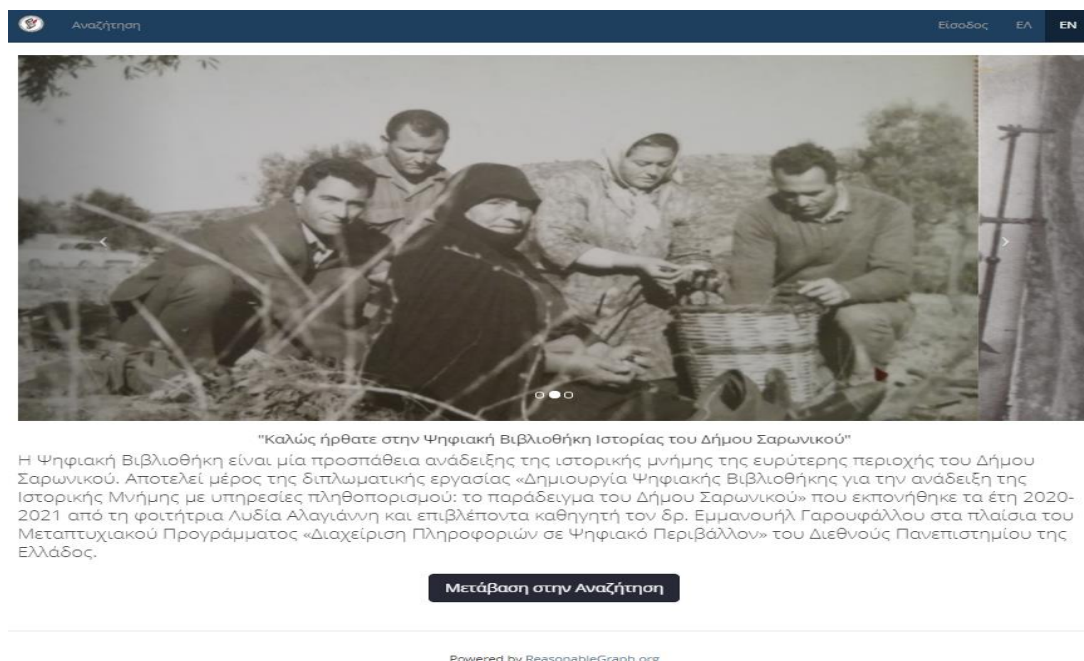 Αναζήτηση
Είσοδος ΕΛ EN
"Καλώς ήρθατε στην Ψηφιακή Βιβλιοθήκη Ιστορίας του Δήμου Σαρωνικού"
Η Ψηφιακή Βιβλιοθήκη είναι μία προσπάθεια ανάδειξης της ιστορικής μνήμης της ευρύτερης περιοχής του Δήμου
Σαρωνικού. Αποτελεί μέρος της διπλωματικής εργασίας «Δημιουργία Ψηφιακής Βιβλιοθήκης για την ανάδειξη της
Ιστορικής Μνήμης με υπηρεσίες πληθοπορισμού: το παράδειγμα του Δήμου Σαρωνικού» που εκπονήθηκε τα έτη 2020-
2021 από τη φοιτήτρια Λυδία Αλαγιάννη και επιβλέποντα καθηγητή τον δρ. Εμμανουήλ Γαρουφάλλου στα πλαίσια του
Μεταπτυχιακού Προγράμματος «Διαχείριση Πληροφοριών σε Ψηφιακό Περιβάλλον» του Διεθνούς Πανεπιστημίου της
Ελλάδος.
Μετάβαση στην Αναζήτηση
Powered by ReasonableGraph.org